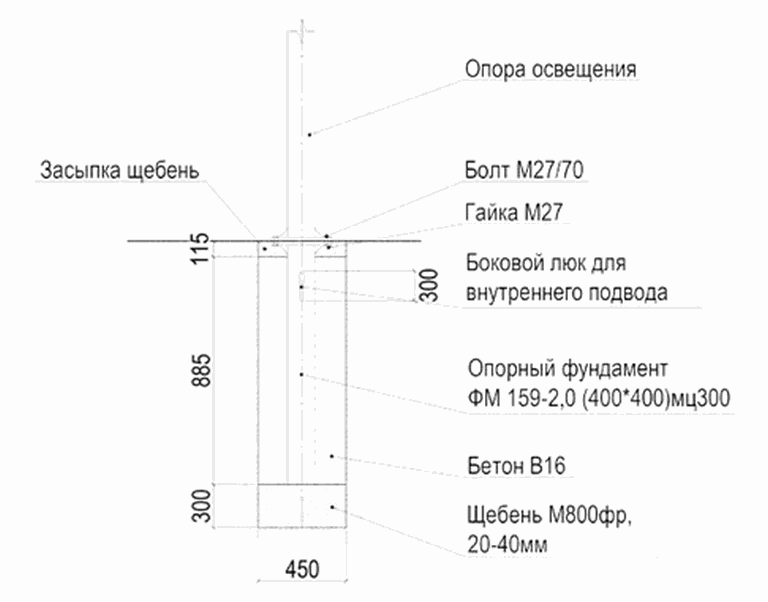 Опора освещения
Засыпка щебень
Болт М27/70
Гайка М27
115
Боковой люк для
внутреннего подвода
300
885
Опорный фундамент
ФМ 159-2,0 (400*400)мц300
Бетон В16
300
Щебень М800фр,
20-40мм
450